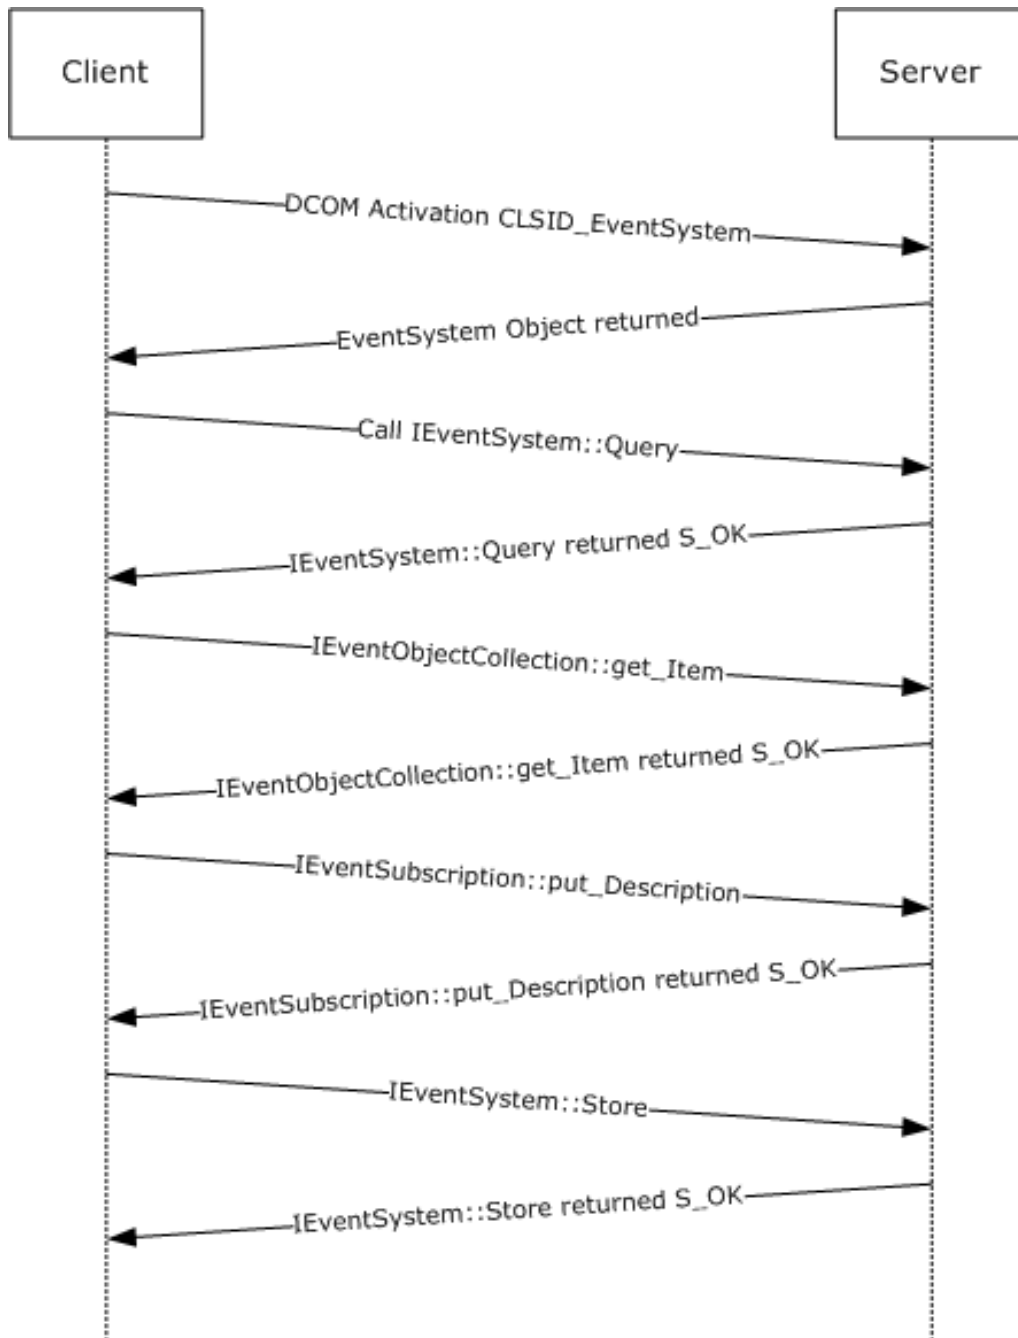 Client
Server
DCOM Activation CLSID_EventSystem
EventSystem Object returned
Call IEventSystem::Query
IEventSystem::Query returned S_OK
IEventObjectCollection::get_Item
IEventObjectCollection::get_Item returned S_OK
IEventSubscription::put_Description
IEventSubscription::put_Description returned S_OK
IEventSystem::Store
IEventSystem::Store returned S_OK